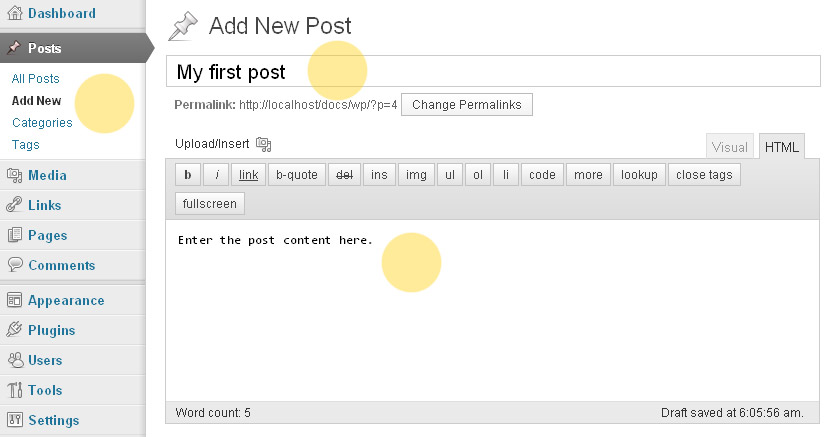 Dashboard
Posts
All Posts
Add New
Categories
Tags
Media
Links
Pages
Comments
Appearance
Plugins
Users
Tools
Settings
Add New Post
My first post
Permalink: http://localhost/docs/wp/?p=4 Change Permalinks
Upload/Insert
Visual HTML
b i link b-quote del ins img ul ol li code more lookup close tags
fullscreen
Enter the post content here.
Word count: 5 Draft saved at 6:05:56 am.